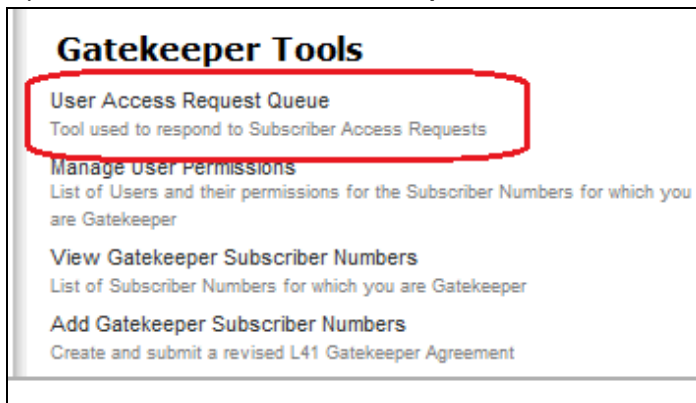 Gatekeeper Tools
User Access Request Queue
Tool used to respond to Subscriber Access Requests
Manage User Permissions
List of Users and their permissions for the Subscriber Numbers for which you
are Gatekeeper
View Gatekeeper Subscriber Numbers
List of Subscriber Numbers for which you are Gatekeeper
Add Gatekeeper Subscriber Numbers
Create and submit a revised L41 Gatekeeper Agreement